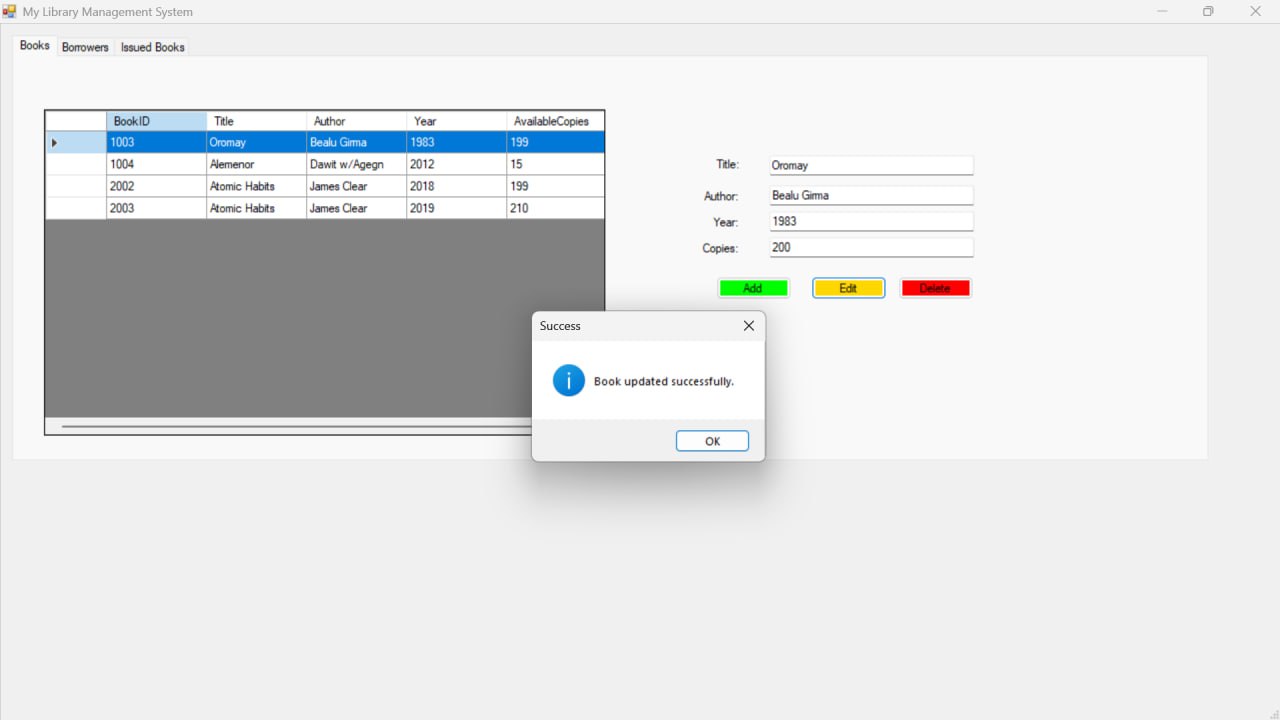 My Library Management System
Books Borrowers Issued Books
BookID Title Author Year AvailableCopies
1003 Oromay Bealu Girma 1983 199
1004 Alemenor Dawit w/Agegn 2012 15
2002 Atomic Habits James Clear 2018 199
2003 Atomic Habits James Clear 2019 210
Title: Oromay
Author: Bealu Girma
Year: 1983
Copies: 200
Add Edit Delete
Success
Book updated successfully.
OK